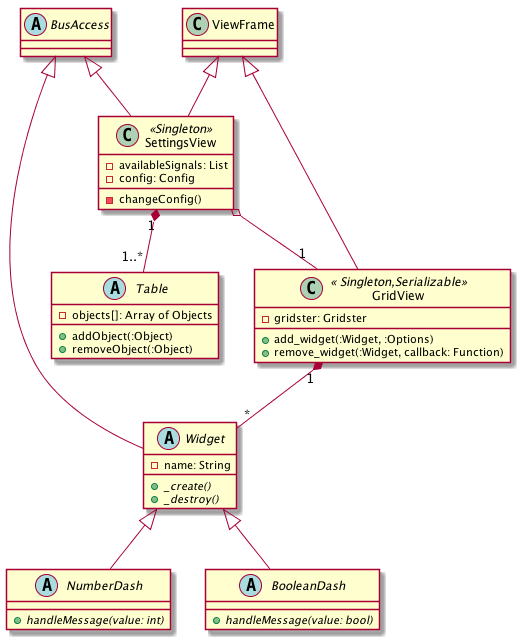 A BusAccess
C ViewFrame
C «Singleton»
SettingsView
availableSignals: List
config: Config
changeConfig()
1
1..*
1
A Table
objects[]: Array of Objects
addObject(:Object)
removeObject(:Object)
C « Singleton,Serializable»
GridView
gridster: Gridster
add_widget(:Widget, :Options)
remove_widget(:Widget, callback: Function)
1
*
A Widget
name: String
_create()
_destroy()
A NumberDash
handleMessage(value: int)
A BooleanDash
handleMessage(value: bool)